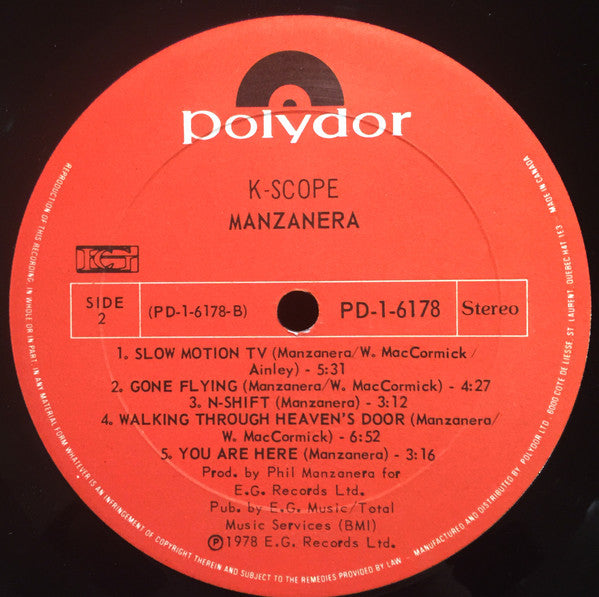 polydor
K-SCOPE
MANZANERA
EG
SIDE
2
(PD-1-6178-B)
PD-1-6178
Stereo
1. SLOW MOTION TV (Manzanera/W. MacCormick/
Ainley) - 5:31
2. GONE FLYING (Manzanera/W. MacCormick) - 4:27
3. N-SHIFT (Manzanera) - 3:12
4. WALKING THROUGH HEAVEN'S DOOR (Manzanera/
W. MacCormick) - 6:52
5. YOU ARE HERE (Manzanera) - 3:16
Prod. by Phil Manzanera for
E.G. Records Ltd.
Pub. by E.G. Music/Total
Music Services (BMI)
Ⓟ1978 E.G. Records Ltd.
REPRODUCTION OF THIS RECORDING, IN WHOLE OR IN PART, IN ANY MATERIAL FORM WHATEVER IS AN INFRINGEMENT OF COPYRIGHT THEREIN AND SUBJECT TO THE REMEDIES PROVIDED BY LAW - MANUFACTURED AND DISTRIBUTED BY POLYDOR LTD. 6000 COTE DE LIESSE, ST LAURENT, QUEBEC H4T 1E3 MADE IN CANADA